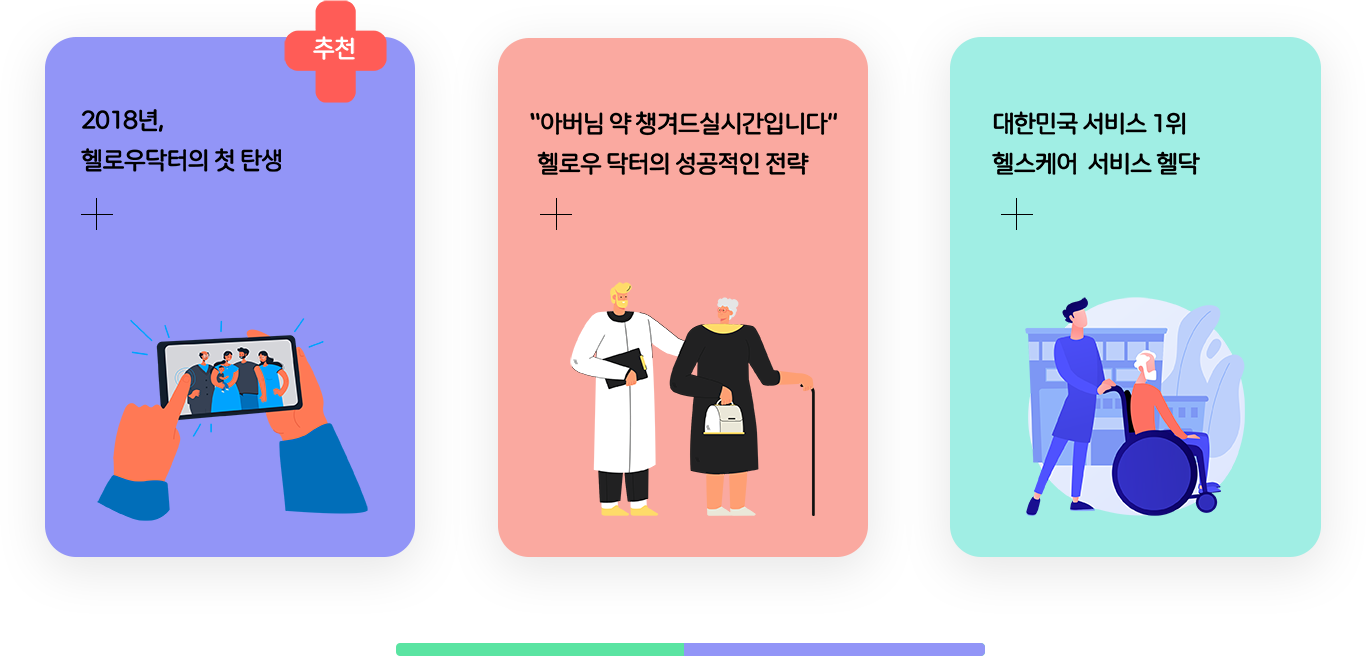 추천
2018년,
헬로우닥터의 첫 탄생
“아버님 약 챙겨드실시간입니다”
헬로우 닥터의 성공적인 전략
대한민국 서비스 1위
헬스케어 서비스 헬닥